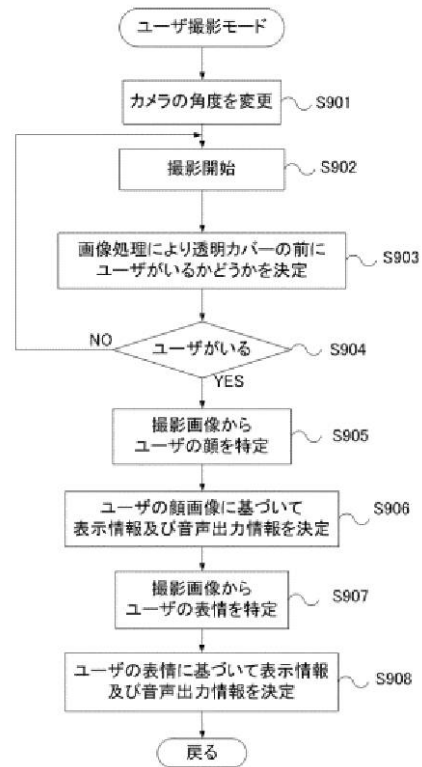 ユーザ撮影モード
カメラの角度を変更
S901
撮影開始
S902
画像処理により透明カバーの前に
ユーザがいるかどうかを決定
S903
NO
ユーザがいる
S904
YES
撮影画像から
ユーザの顔を特定
S905
ユーザの顔画像に基づいて
表示情報及び音声出力情報を決定
S906
撮影画像から
ユーザの表情を特定
S907
ユーザの表情に基づいて表示情報
及び音声出力情報を決定
S908
戻る